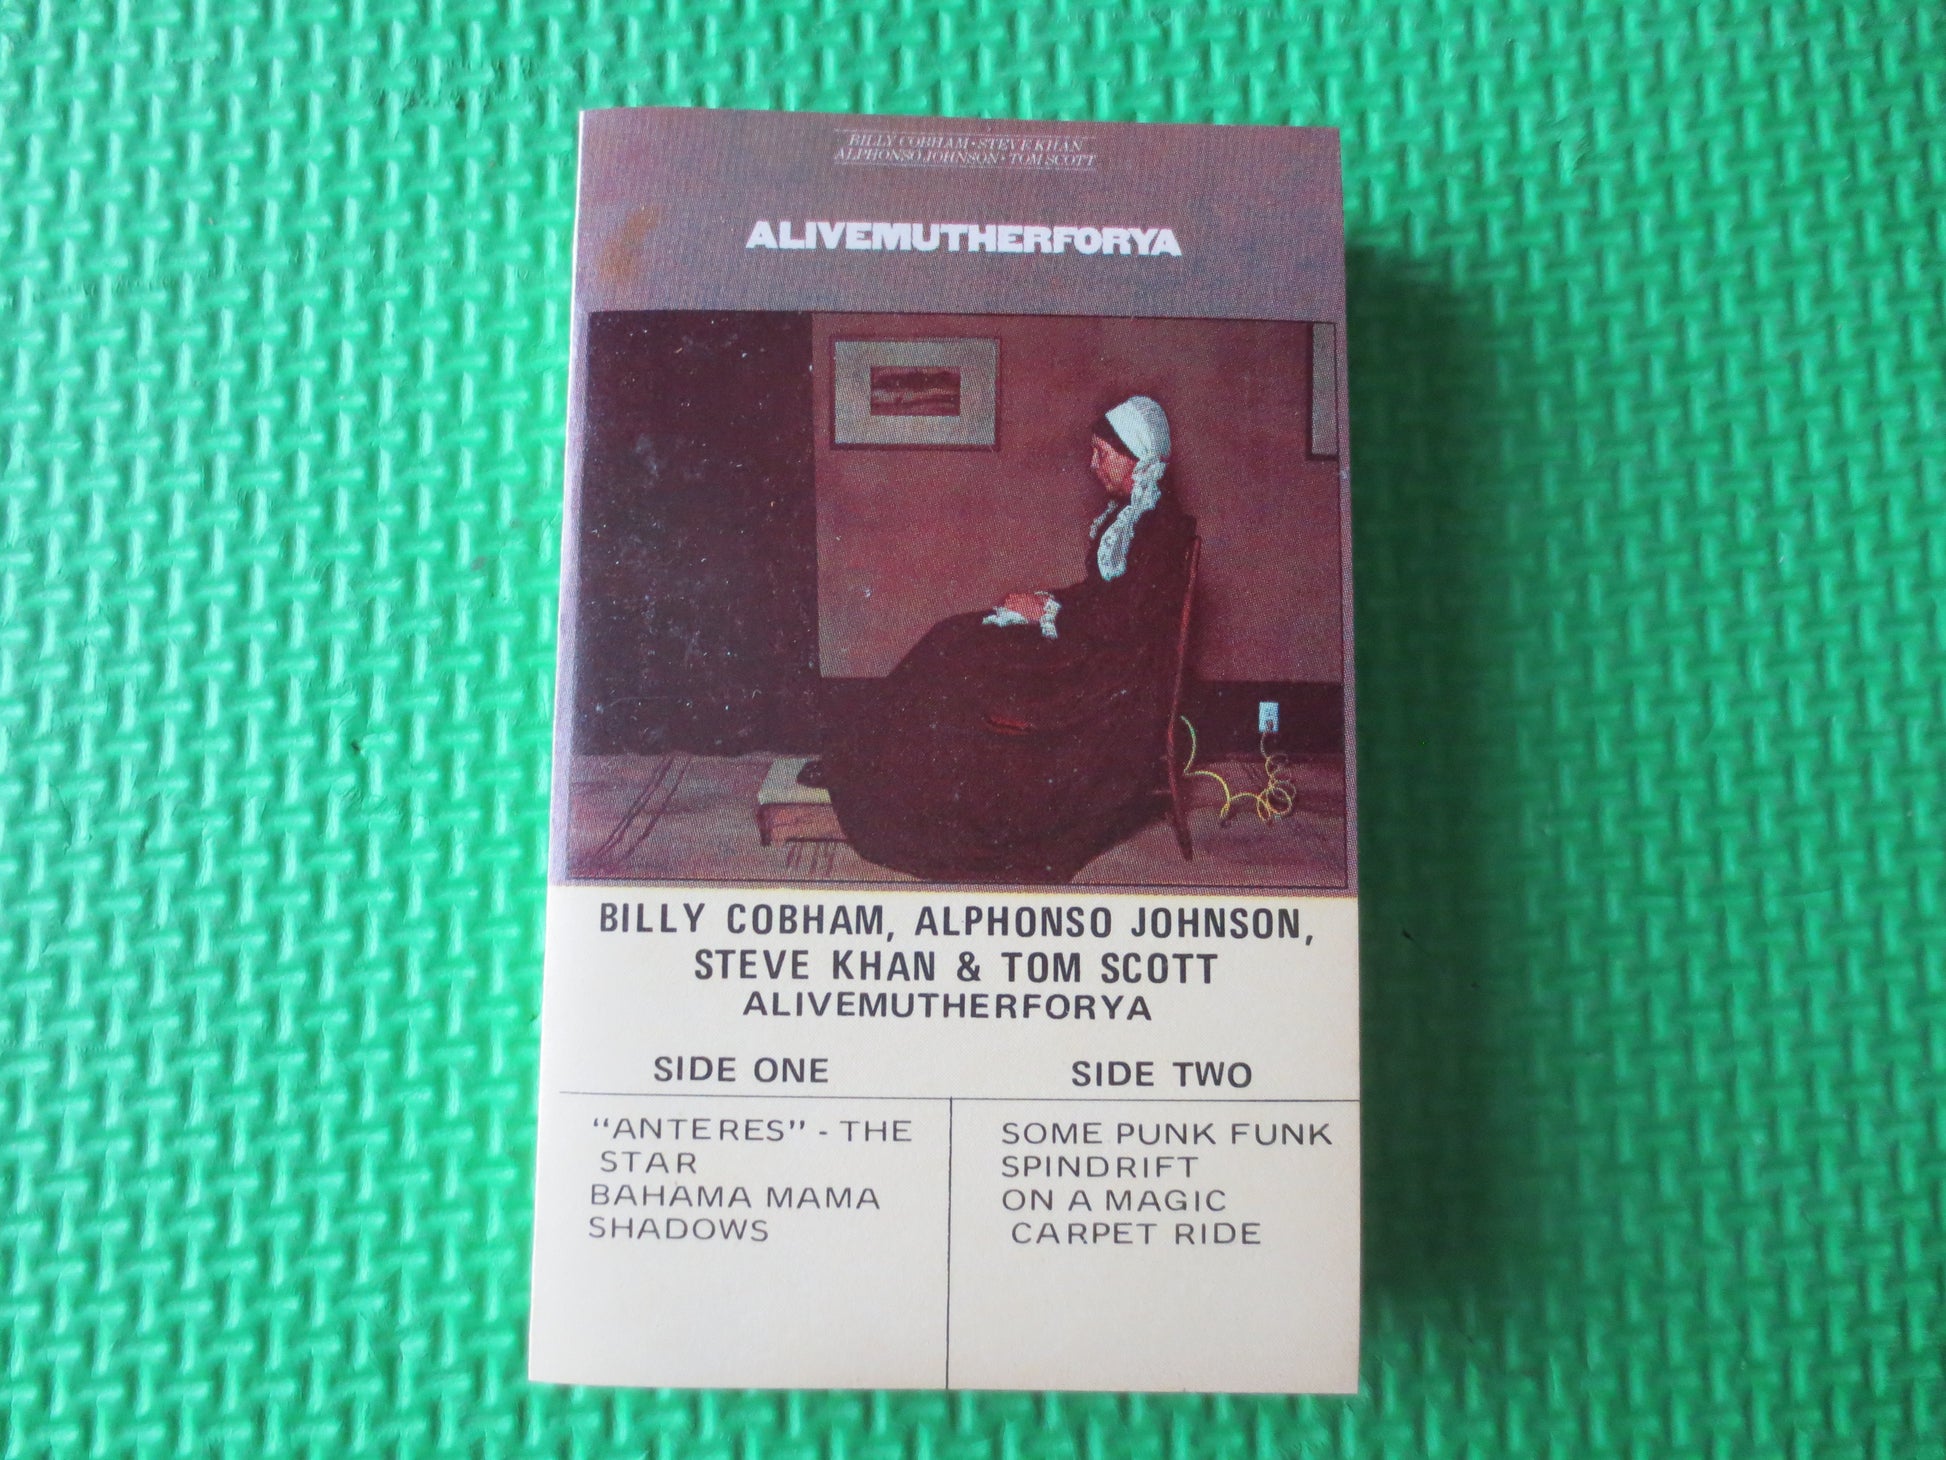 BILLY COBHAM • STEVE KHAN
ALPHONSO JOHNSON • TOM SCOTT
ALIVEMUTHERFORYA
BILLY COBHAM, ALPHONSO JOHNSON,
STEVE KHAN & TOM SCOTT
ALIVEMUTHERFORYA
SIDE ONE
"ANTERES" - THE
STAR
BAHAMA MAMA
SHADOWS
SIDE TWO
SOME PUNK FUNK
SPINDRIFT
ON A MAGIC
CARPET RIDE